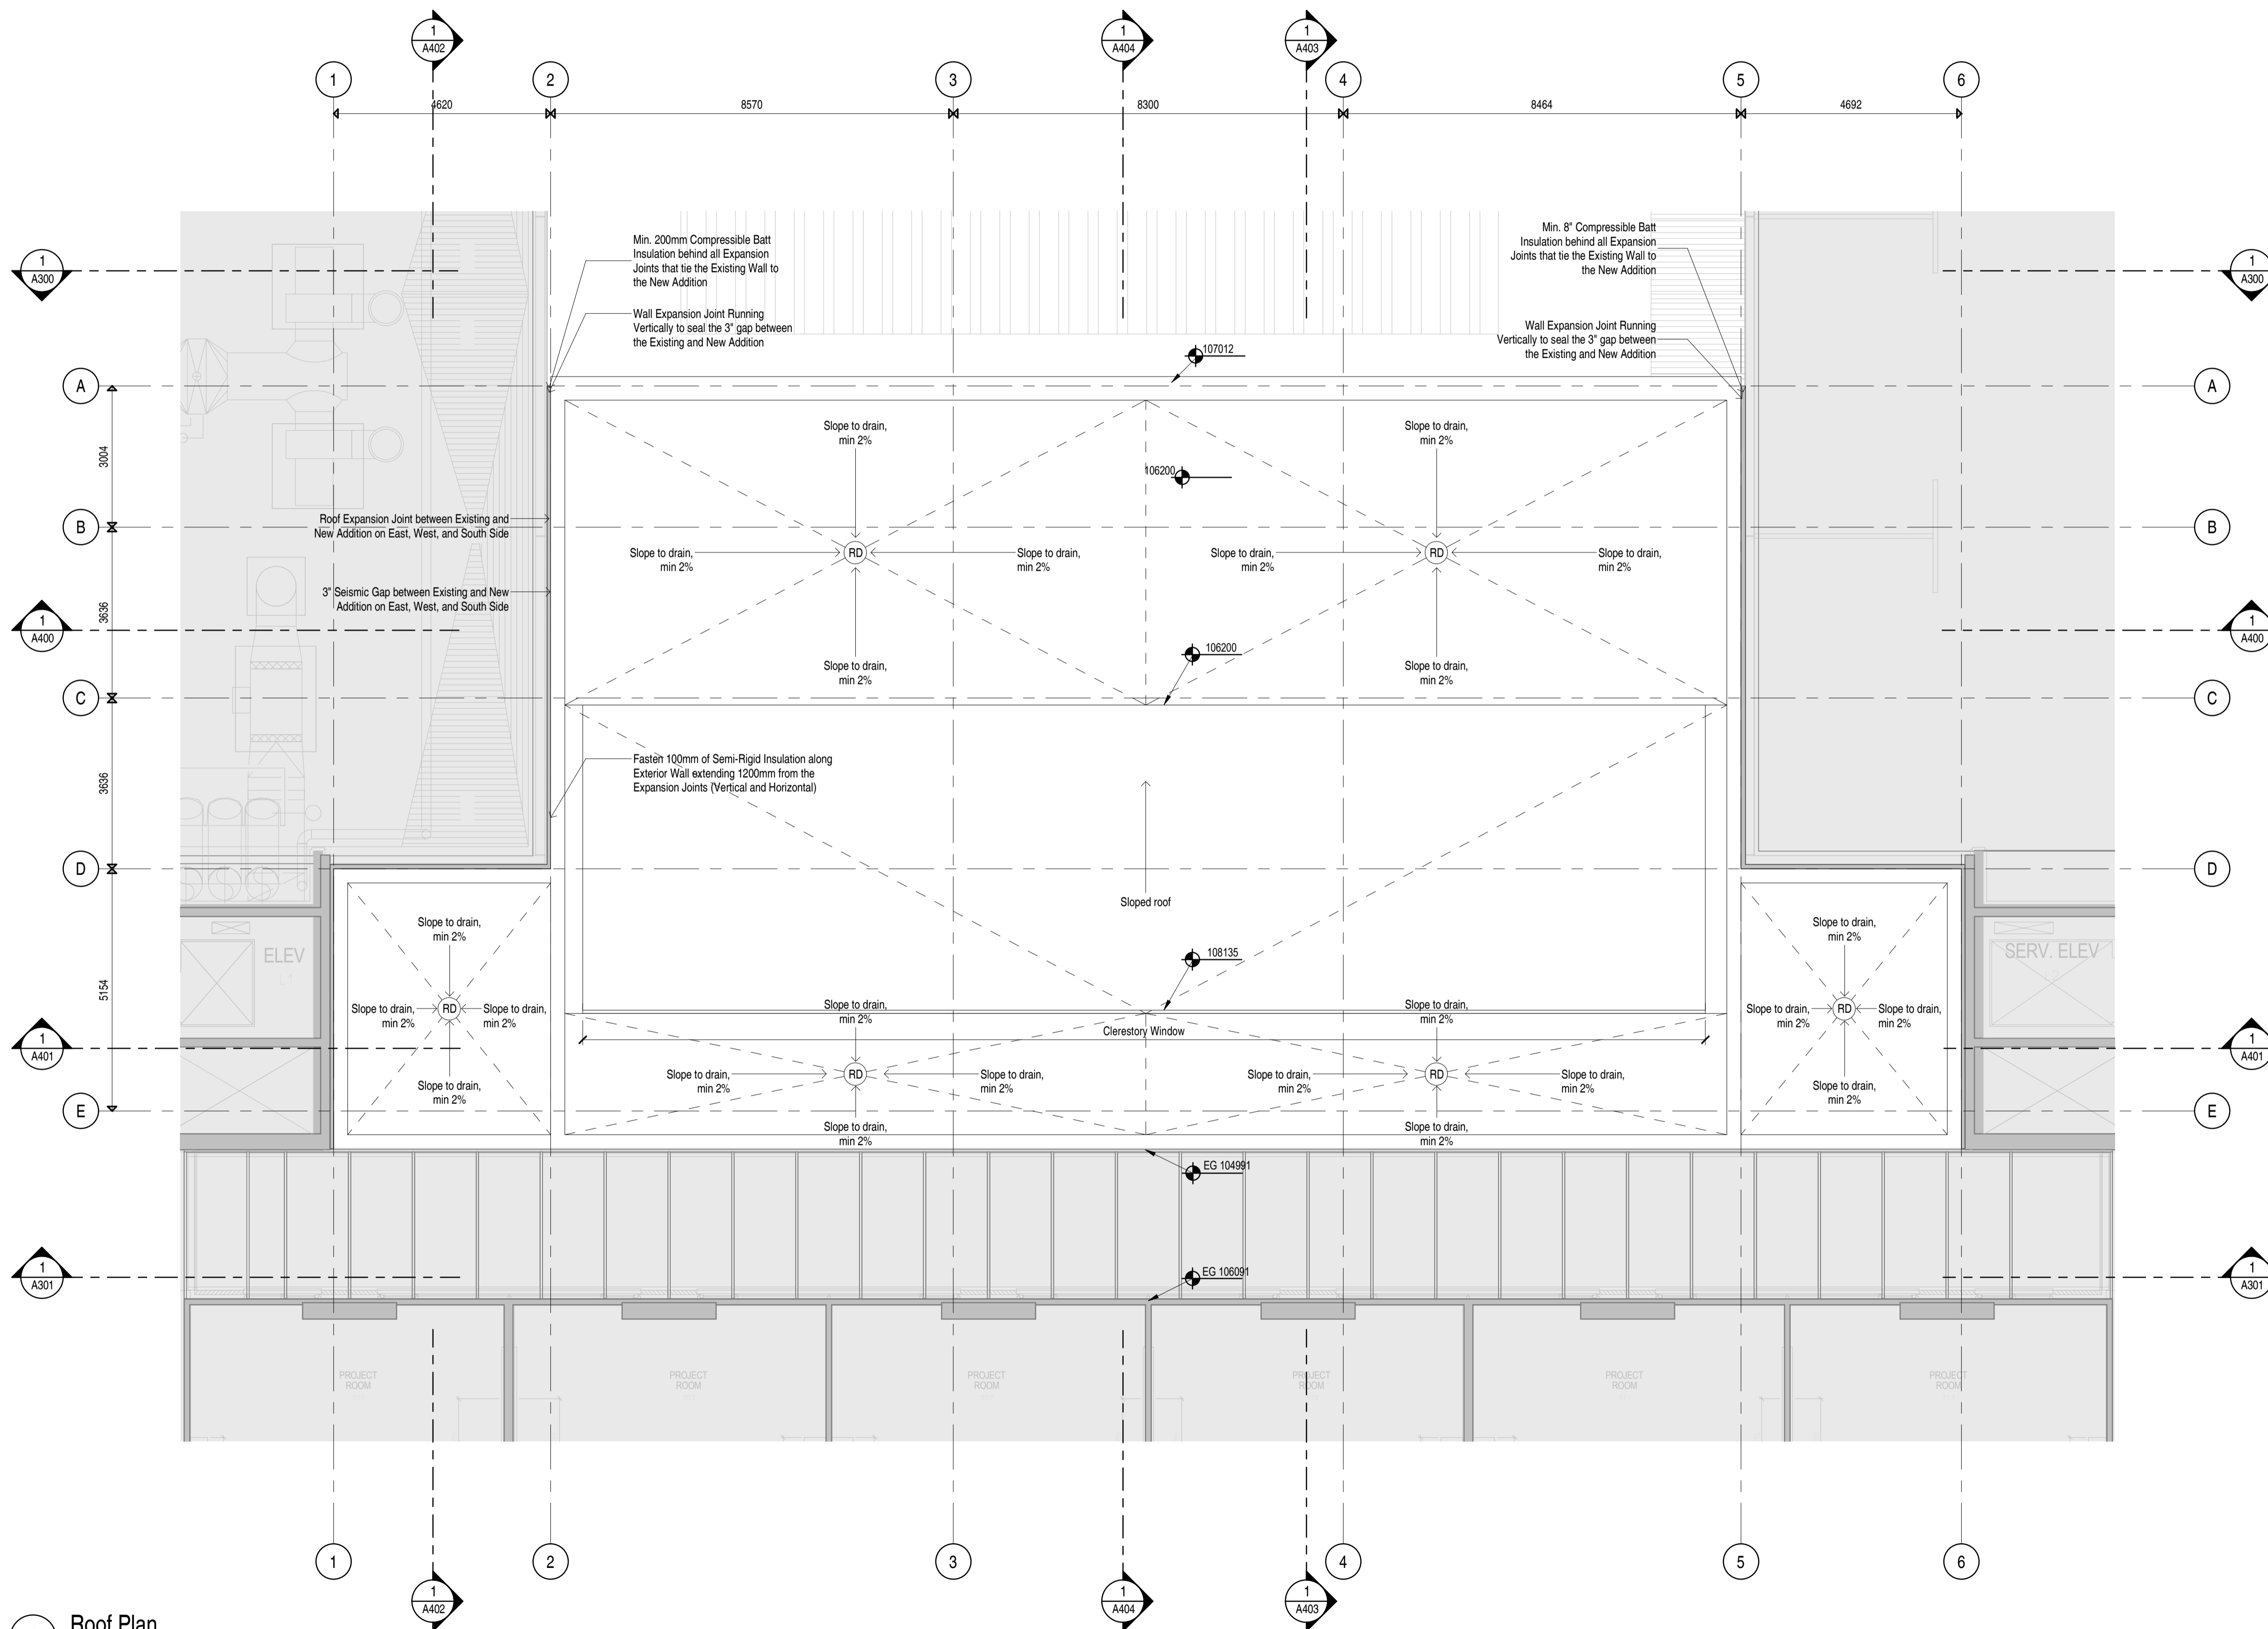 1
A402
1
A404
1
A403
1
2
3
4
5
6
4620
8570
8300
8464
4692
Min. 200mm Compressible Batt
Insulation behind all Expansion
Joints that tie the Existing Wall to
the New Addition
Min. 8" Compressible Batt
Insulation behind all Expansion
Joints that tie the Existing Wall to
the New Addition
1
A300
1
A300
Wall Expansion Joint Running
Vertically to seal the 3" gap between
the Existing and New Addition
Wall Expansion Joint Running
Vertically to seal the 3" gap between
the Existing and New Addition
107012
A
A
Slope to drain,
min 2%
Slope to drain,
min 2%
3004
106200
Roof Expansion Joint between Existing and
New Addition on East, West, and South Side
B
B
Slope to drain,
min 2%
RD
Slope to drain,
min 2%
Slope to drain,
min 2%
RD
Slope to drain,
min 2%
3" Seismic Gap between Existing and New
Addition on East, West, and South Side
3636
1
A400
1
A400
106200
Slope to drain,
min 2%
Slope to drain,
min 2%
C
C
Fasten 100mm of Semi-Rigid Insulation along
Exterior Wall extending 1200mm from the
Expansion Joints (Vertical and Horizontal)
3636
D
D
Sloped roof
Slope to drain,
min 2%
Slope to drain,
min 2%
ELEV
SERV. ELEV
108135
5154
Slope to drain,
min 2%
RD
Slope to drain,
min 2%
Slope to drain,
min 2%
Slope to drain,
min 2%
Slope to drain,
min 2%
RD
Slope to drain,
min 2%
Clerestory Window
1
A401
1
A401
Slope to drain,
min 2%
RD
Slope to drain,
min 2%
Slope to drain,
min 2%
RD
Slope to drain,
min 2%
Slope to drain,
min 2%
Slope to drain,
min 2%
E
E
Slope to drain,
min 2%
Slope to drain,
min 2%
EG 104991
1
A301
EG 106091
1
A301
PROJECT
ROOM
PROJECT
ROOM
PROJECT
ROOM
PROJECT
ROOM
PROJECT
ROOM
PROJECT
ROOM
1
2
3
4
5
6
1
A402
1
A404
1
A403
Roof Plan